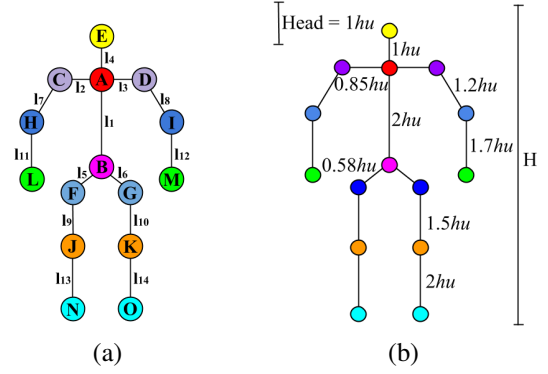 E
l4
C l2 A l3 D
l7 l8
H I
l1
l11 l12
L B M
l5 l6
F G
l9 l10
J K
l13 l14
N O
(a)
Head = 1hu
1hu
0.85hu 1.2hu
2hu
1.7hu
H
0.58hu
1.5hu
2hu
(b)